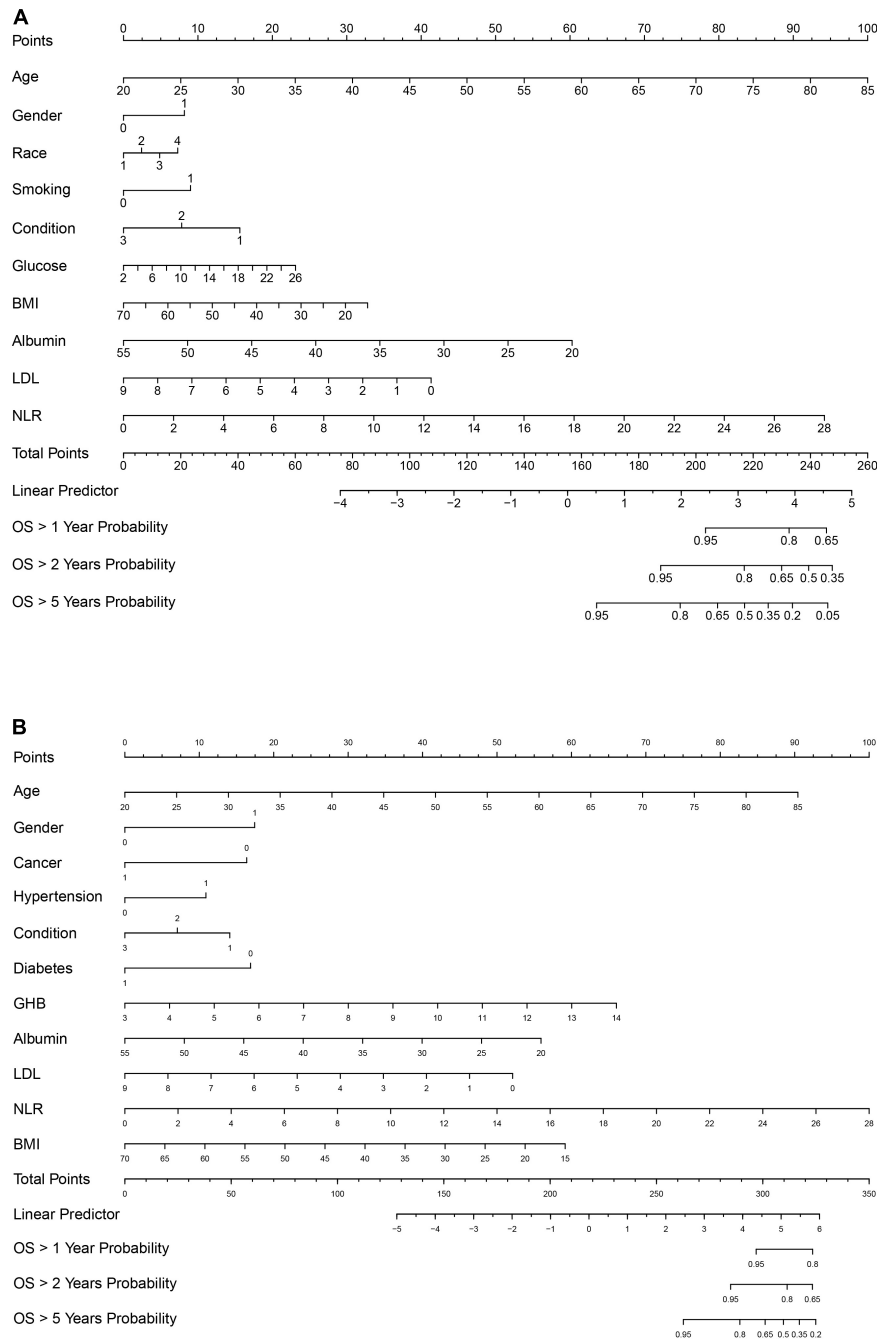 A
0 10 20 30 40 50 60 70 80 90 100
Points
Age
20 25 30 35 40 45 50 55 60 65 70 75 80 85
1
Gender
0
2 4
Race
1 3
1
Smoking
0
2
Condition
3 1
Glucose
2 6 10 14 18 22 26
BMI
70 60 50 40 30 20
Albumin
55 50 45 40 35 30 25 20
LDL
9 8 7 6 5 4 3 2 1 0
NLR
0 2 4 6 8 10 12 14 16 18 20 22 24 26 28
Total Points
0 20 40 60 80 100 120 140 160 180 200 220 240 260
Linear Predictor
−4 −3 −2 −1 0 1 2 3 4 5
OS > 1 Year Probability
0.95 0.8 0.65
OS > 2 Years Probability
0.95 0.8 0.65 0.5 0.35
OS > 5 Years Probability
0.95 0.8 0.65 0.5 0.35 0.2 0.05
B
0 10 20 30 40 50 60 70 80 90 100
Points
Age
20 25 30 35 40 45 50 55 60 65 70 75 80 85
1
Gender
0
0
Cancer
1
1
Hypertension
0
2
Condition
3 1
0
Diabetes
1
GHB
3 4 5 6 7 8 9 10 11 12 13 14
Albumin
55 50 45 40 35 30 25 20
LDL
9 8 7 6 5 4 3 2 1 0
NLR
0 2 4 6 8 10 12 14 16 18 20 22 24 26 28
BMI
70 65 60 55 50 45 40 35 30 25 20 15
Total Points
0 50 100 150 200 250 300 350
Linear Predictor
−5 −4 −3 −2 −1 0 1 2 3 4 5 6
OS > 1 Year Probability
0.95 0.8
OS > 2 Years Probability
0.95 0.8 0.65
OS > 5 Years Probability
0.95 0.8 0.65 0.5 0.35 0.2